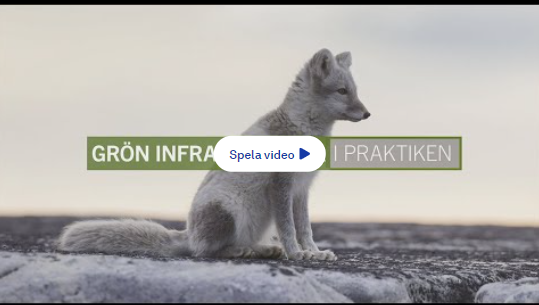 GRÖN INFRA
Spela video
I PRAKTIKEN